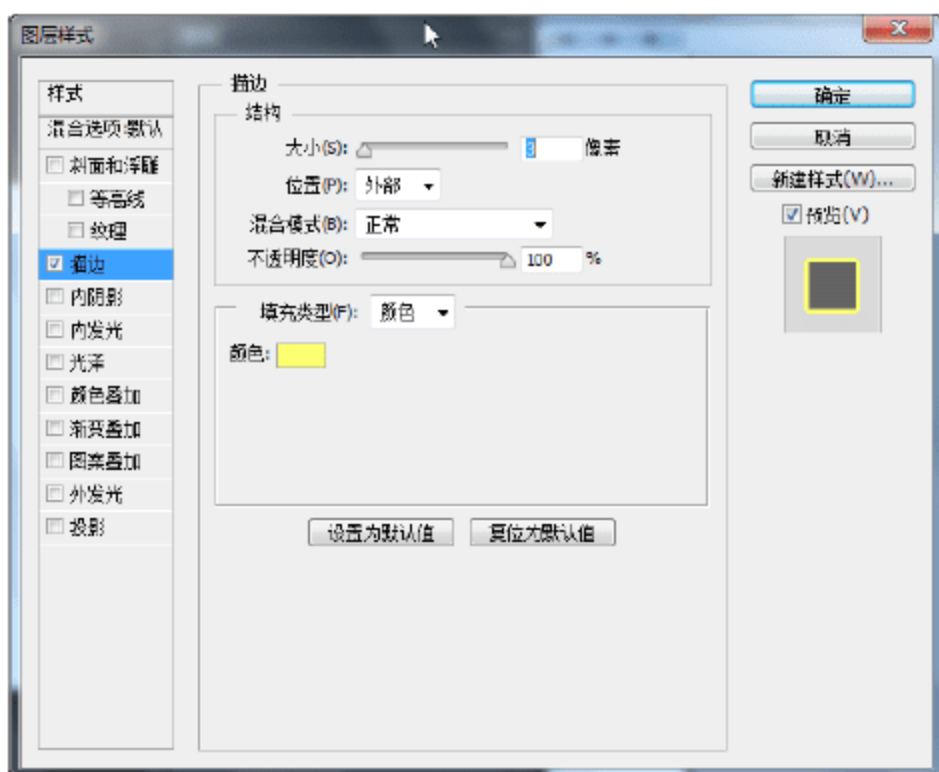 图层样式
样式
混合选项:默认
斜面和浮雕
等高线
纹理
描边
内阴影
内发光
光泽
颜色叠加
渐变叠加
图案叠加
外发光
投影
描边
结构
大小(S): 3 像素
位置(P): 外部
混合模式(B): 正常
不透明度(O): 100 %
填充类型(F): 颜色
颜色:
设置为默认值 复位为默认值
确定
取消
新建样式(W)...
预览(V)